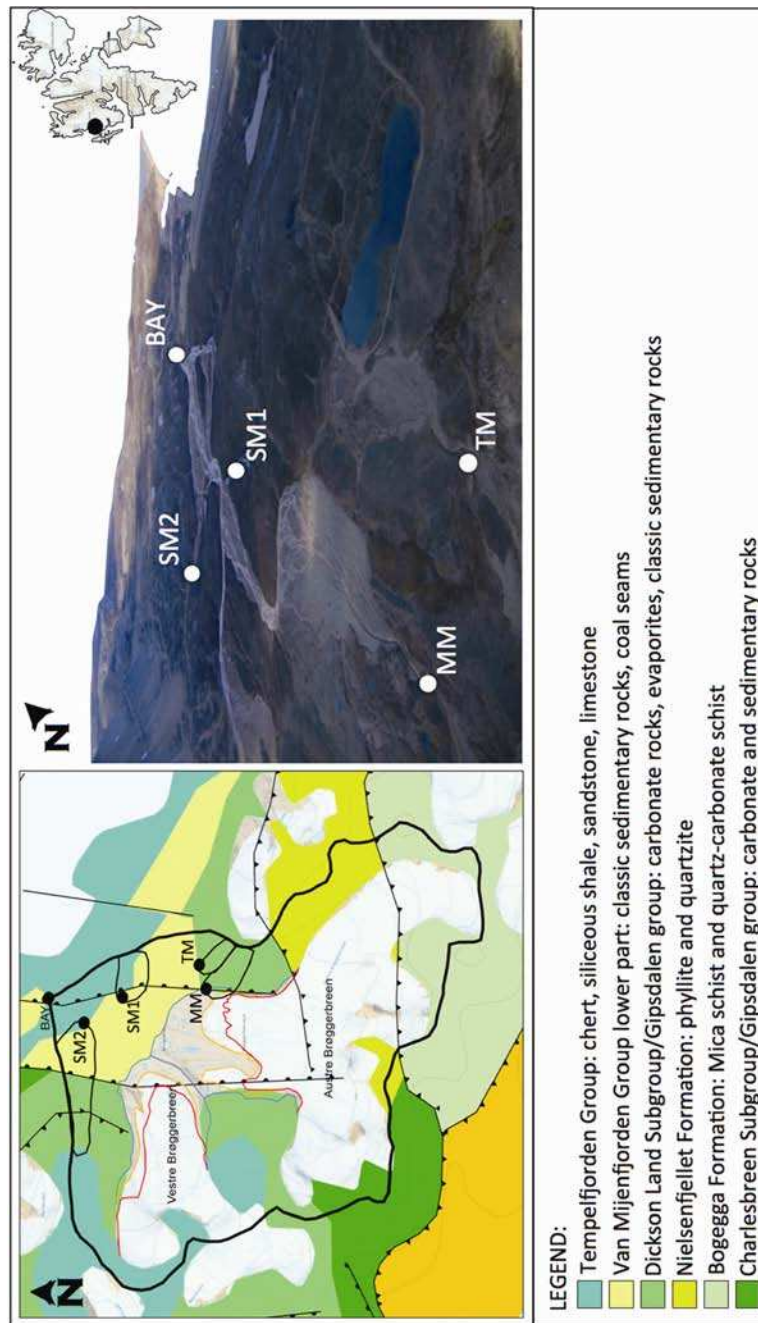 N
BAY
SM2
SM1
TM
MM
Vestre Brøggerbree
Austre Brøggerbreen
N
BAY
SM2
SM1
MM
TM
LEGEND:
Tempelfjorden Group: chert, siliceous shale, sandstone, limestone
Van Mijenfjorden Group lower part: classic sedimentary rocks, coal seams
Dickson Land Subgroup/Gipsdalen group: carbonate rocks, evaporites, classic sedimentary rocks
Nielsenfjellet Formation: phyllite and quartzite
Bogegga Formation: Mica schist and quartz-carbonate schist
Charlesbreen Subgroup/Gipsdalen group: carbonate and sedimentary rocks